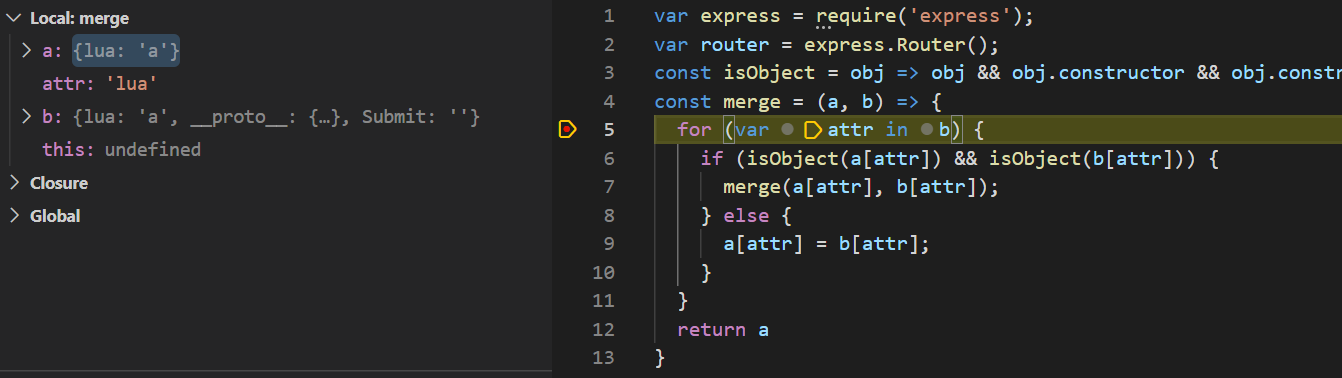 Local: merge
a: {lua: 'a'}
attr: 'lua'
b: {lua: 'a', __proto__: {…}, Submit: ''}
this: undefined
Closure
Global
1 var express = require('express');
2 var router = express.Router();
3 const isObject = obj => obj && obj.constructor && obj.constr
4 const merge = (a, b) => {
5 for (var attr in b) {
6 if (isObject(a[attr]) && isObject(b[attr])) {
7 merge(a[attr], b[attr]);
8 } else {
9 a[attr] = b[attr];
10 }
11 }
12 return a
13 }